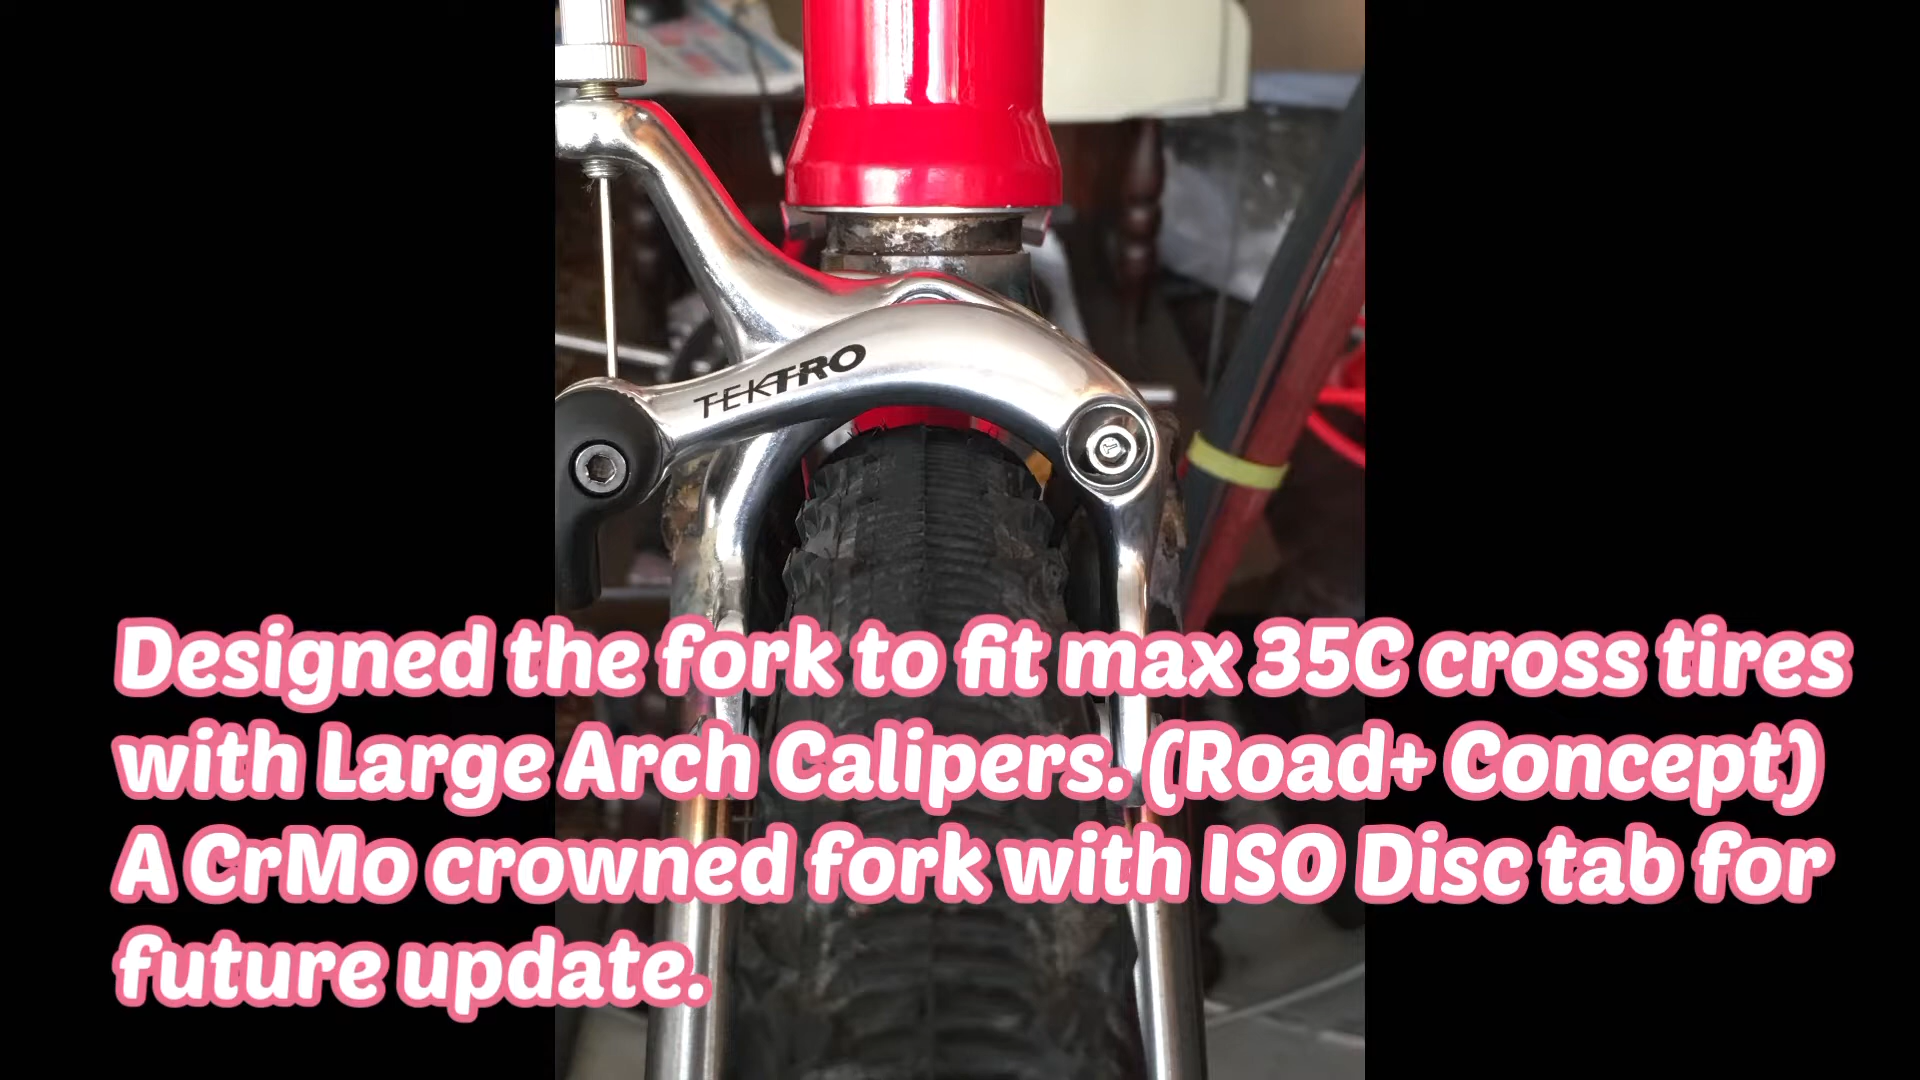 TEKTRO
Designed the fork to fit max 35C cross tires
with Large Arch Calipers. (Road+ Concept)
A CrMo crowned fork with ISO Disc tab for
future update.